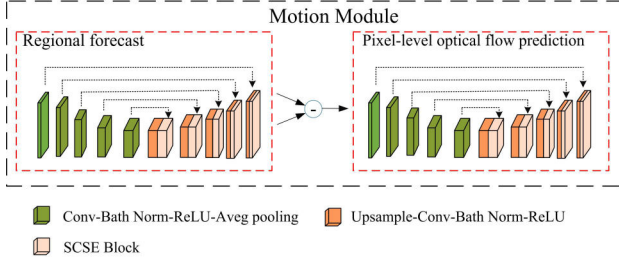 Motion Module
Regional forecast
Pixel-level optical flow prediction
-
Conv-Bath Norm-ReLU-Aveg pooling
Upsample-Conv-Bath Norm-ReLU
SCSE Block